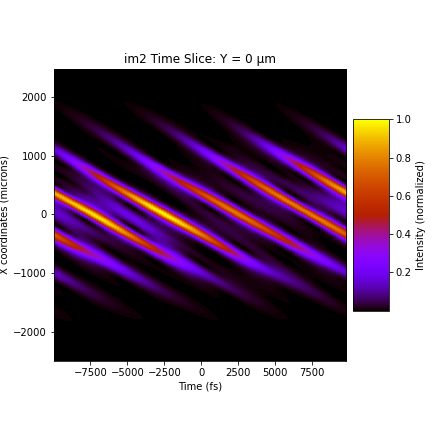 im2 Time Slice: Y = 0 μm
X coordinates (microns)
2000
1000
0
−1000
−2000
−7500 −5000 −2500 0 2500 5000 7500
Time (fs)
1.0
0.8
0.6
0.4
0.2
Intensity (normalized)